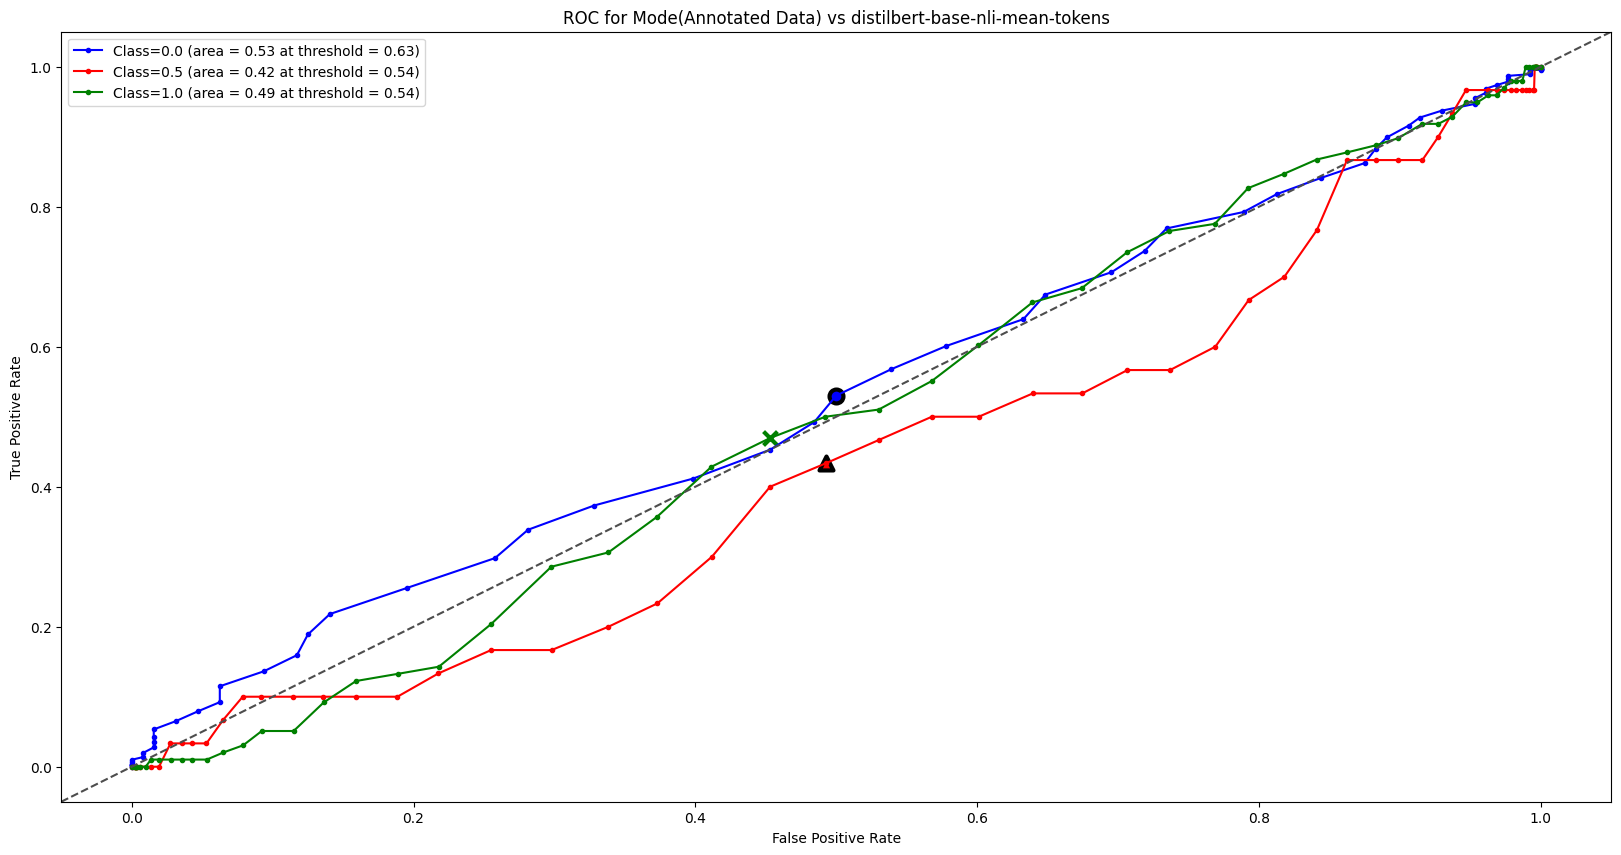 ROC for Mode(Annotated Data) vs distilbert-base-nli-mean-tokens
Class=0.0 (area = 0.53 at threshold = 0.63)
Class=0.5 (area = 0.42 at threshold = 0.54)
Class=1.0 (area = 0.49 at threshold = 0.54)
True Positive Rate
1.0
0.8
0.6
0.4
0.2
0.0
0.0 0.2 0.4 0.6 0.8 1.0
False Positive Rate